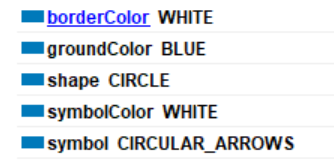 borderColor WHITE
groundColor BLUE
shape CIRCLE
symbolColor WHITE
symbol CIRCULAR_ARROWS